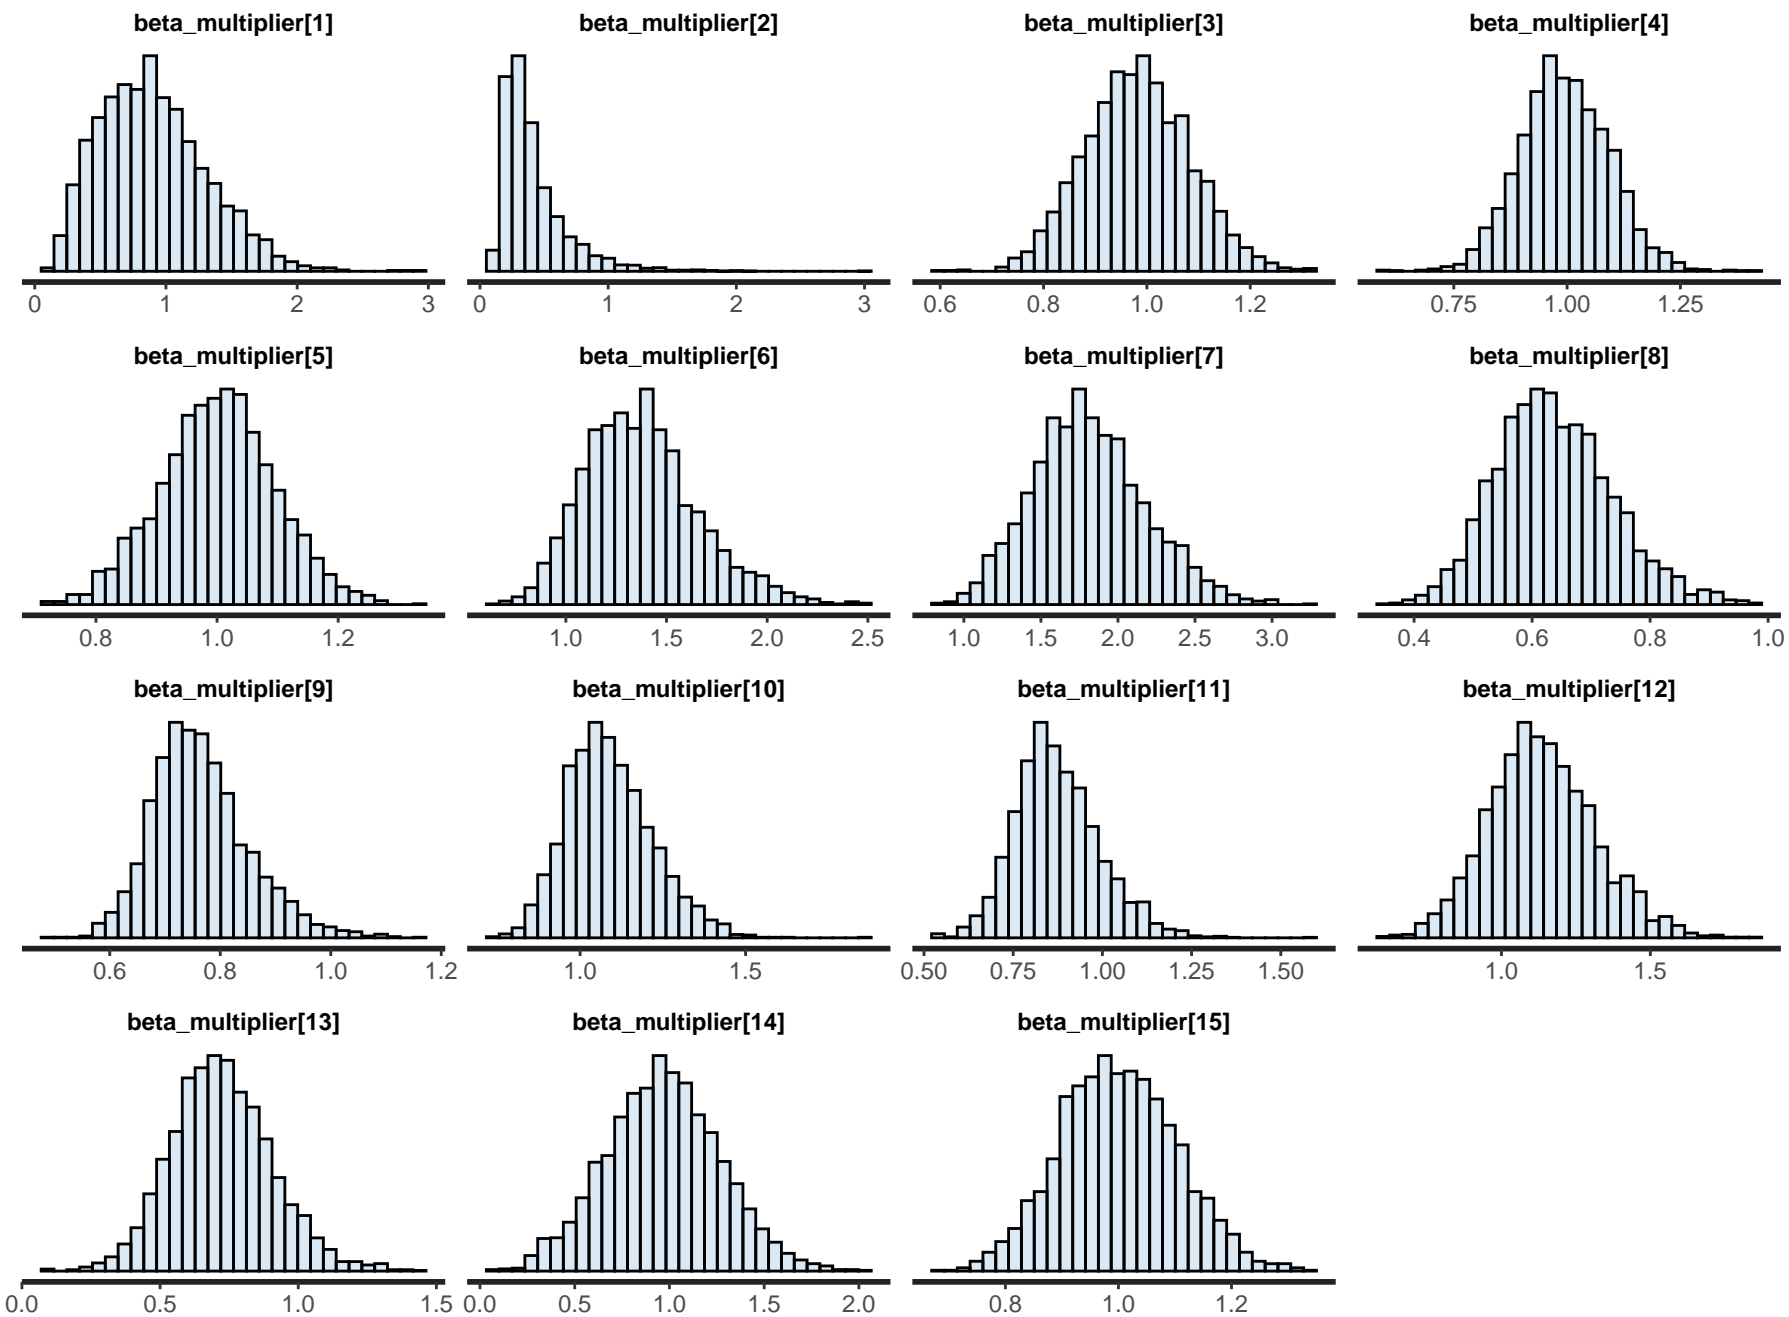 beta_multiplier[1] beta_multiplier[2] beta_multiplier[3] beta_multiplier[4]
0 1 2 3 0 1 2 3 0.6 0.8 1.0 1.2 0.75 1.00 1.25
beta_multiplier[5] beta_multiplier[6] beta_multiplier[7] beta_multiplier[8]
0.8 1.0 1.2 1.0 1.5 2.0 2.5 1.0 1.5 2.0 2.5 3.0 0.4 0.6 0.8 1.0
beta_multiplier[9] beta_multiplier[10] beta_multiplier[11] beta_multiplier[12]
0.6 0.8 1.0 1.2 1.0 1.5 0.50 0.75 1.00 1.25 1.50 1.0 1.5
beta_multiplier[13] beta_multiplier[14] beta_multiplier[15]
0.0 0.5 1.0 1.5 0.0 0.5 1.0 1.5 2.0 0.8 1.0 1.2